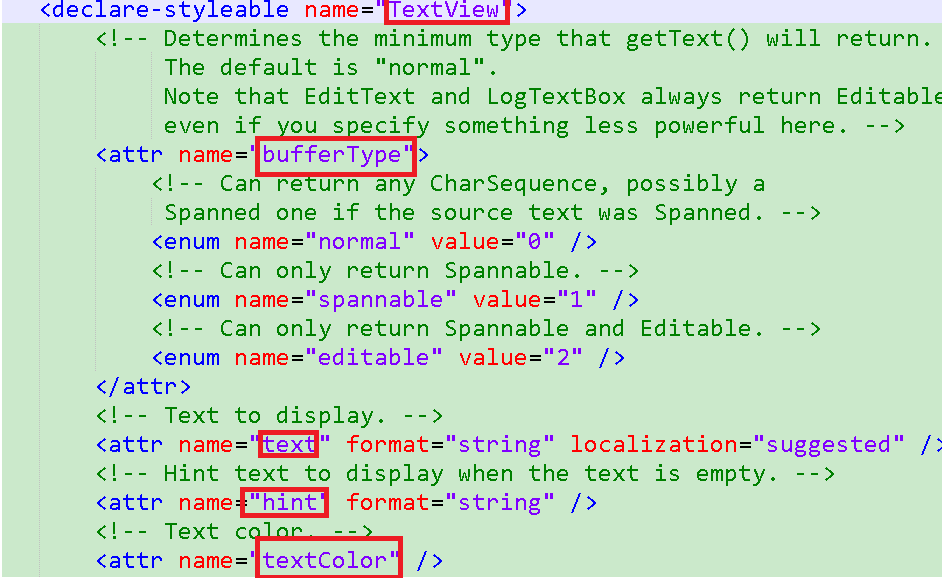 <declare-styleable name="TextView">
<!-- Determines the minimum type that getText() will return.
The default is "normal".
Note that EditText and LogTextBox always return Editable
even if you specify something less powerful here. -->
<attr name="bufferType">
<!-- Can return any CharSequence, possibly a
Spanned one if the source text was Spanned. -->
<enum name="normal" value="0" />
<!-- Can only return Spannable. -->
<enum name="spannable" value="1" />
<!-- Can only return Spannable and Editable. -->
<enum name="editable" value="2" />
</attr>
<!-- Text to display. -->
<attr name="text" format="string" localization="suggested" />
<!-- Hint text to display when the text is empty. -->
<attr name="hint" format="string" />
<!-- Text color. -->
<attr name="textColor" />